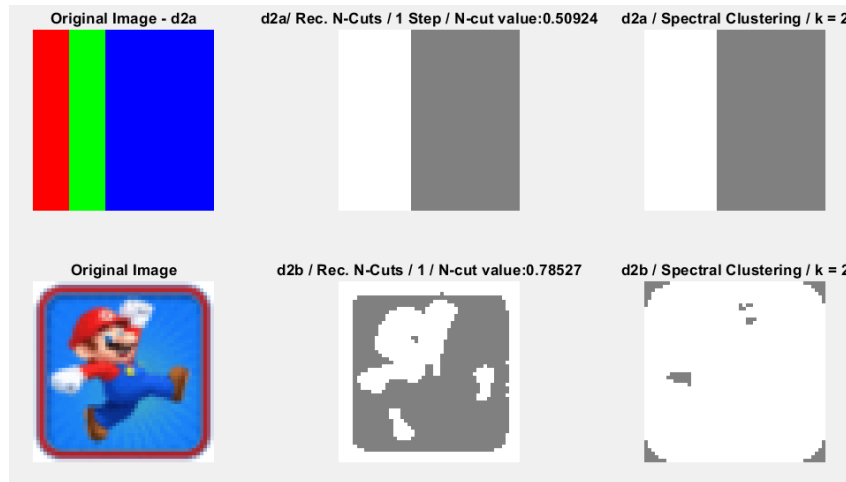 Original Image - d2a
d2a/ Rec. N-Cuts / 1 Step / N-cut value:0.50924
d2a / Spectral Clustering / k = 2
Original Image
d2b / Rec. N-Cuts / 1 / N-cut value:0.78527
d2b / Spectral Clustering / k = 2